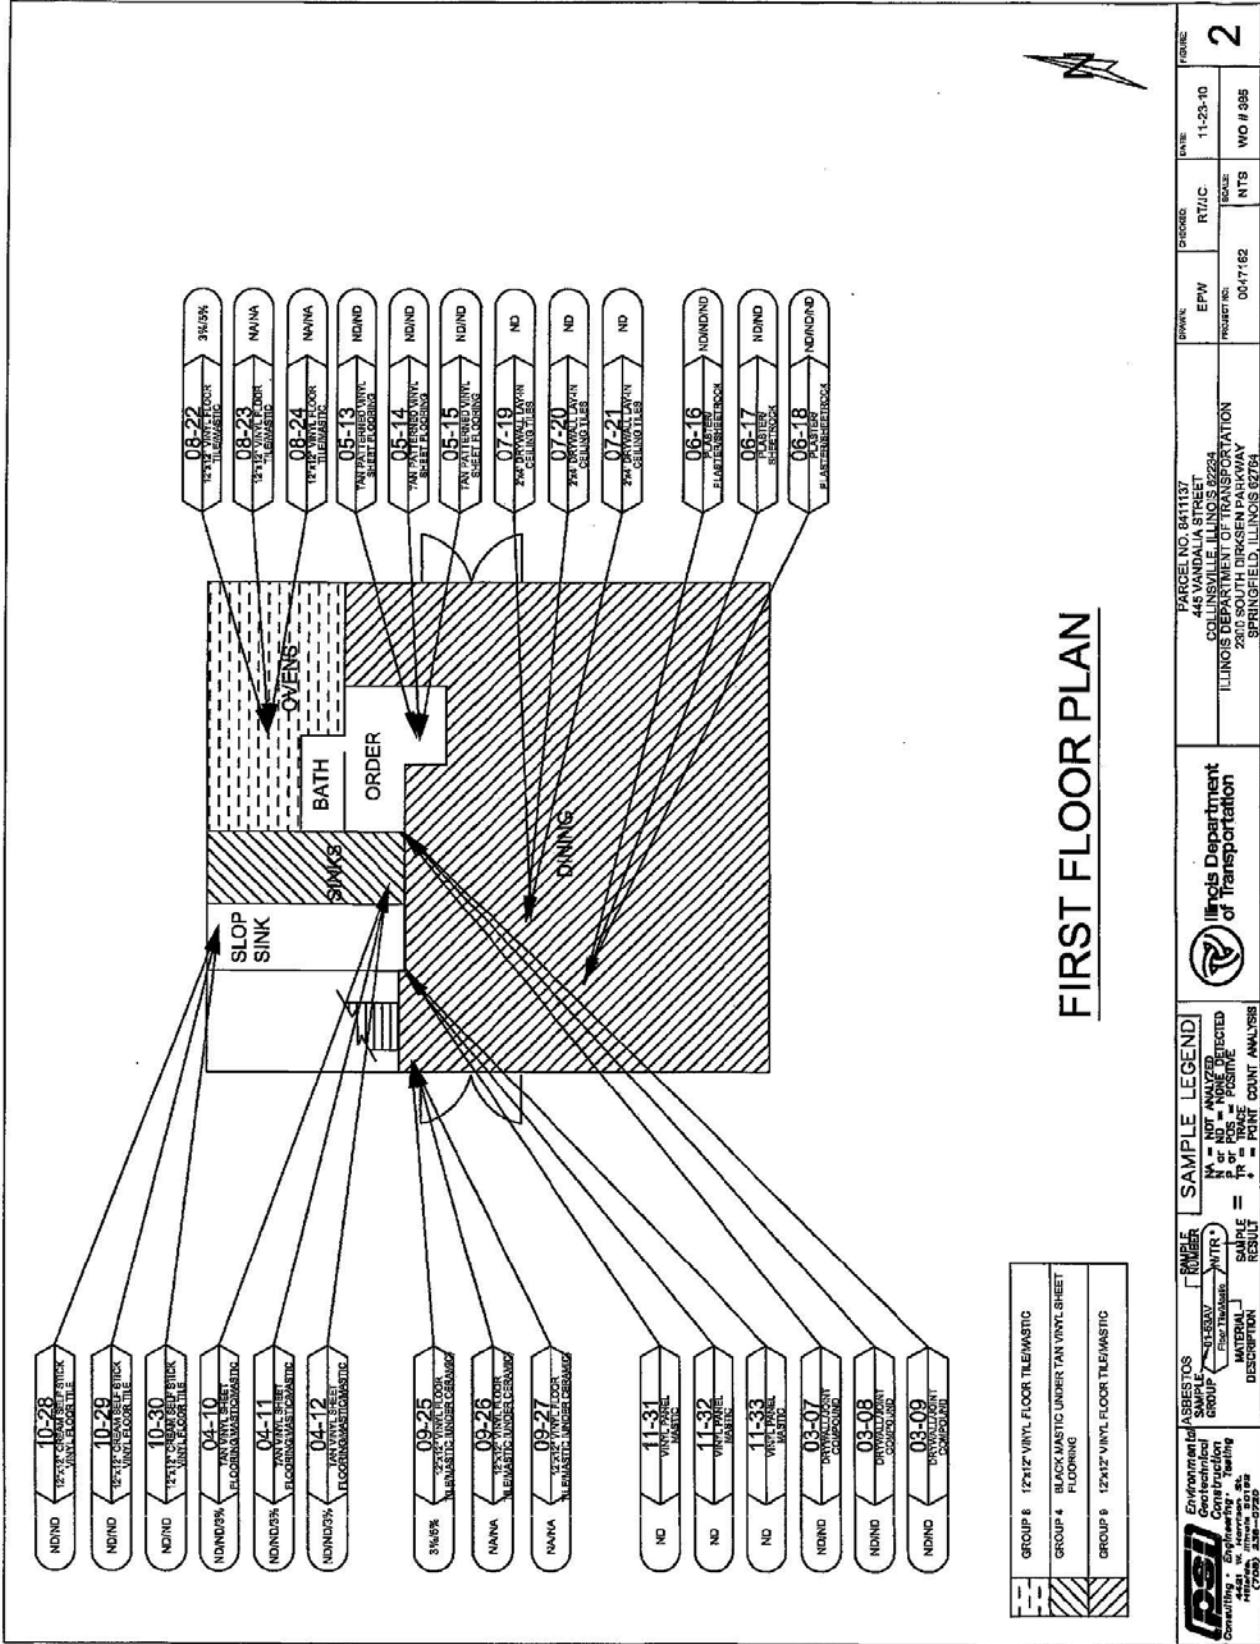 10-28
12"x12" CREAM SELF STICK
VINYL FLOOR TILE
ND/ND
10-29
12"x12" CREAM SELF STICK
VINYL FLOOR TILE
ND/ND
10-30
12"x12" CREAM SELF STICK
VINYL FLOOR TILE
ND/ND
04-10
TAN VINYL SHEET
FLOORING/MASTIC/MASTIC
ND/ND/3%
04-11
TAN VINYL SHEET
FLOORING/MASTIC/MASTIC
ND/ND/3%
04-12
TAN VINYL SHEET
FLOORING/MASTIC/MASTIC
ND/ND/3%
09-25
12"x12" VINYL FLOOR
TILE/MASTIC (UNDER CERAMIC)
3%/5%
09-26
12"x12" VINYL FLOOR
TILE/MASTIC (UNDER CERAMIC)
NA/NA
09-27
12"x12" VINYL FLOOR
TILE/MASTIC (UNDER CERAMIC)
NA/NA
11-31
VINYL PANEL
MASTIC
ND
11-32
VINYL PANEL
MASTIC
ND
11-33
VINYL PANEL
MASTIC
ND
03-07
DRYWALL/JOINT
COMPOUND
ND/ND
03-08
DRYWALL/JOINT
COMPOUND
ND/ND
03-09
DRYWALL/JOINT
COMPOUND
ND/ND
SLOP
SINK
SINKS
OVENS
BATH
ORDER
DINING
08-22
12"x12" VINYL FLOOR
TILE/MASTIC
3%/5%
08-23
12"x12" VINYL FLOOR
TILE/MASTIC
NA/NA
08-24
12"x12" VINYL FLOOR
TILE/MASTIC
NA/NA
05-13
TAN PATTERNED VINYL
SHEET FLOORING
ND/ND
05-14
TAN PATTERNED VINYL
SHEET FLOORING
ND/ND
05-15
TAN PATTERNED VINYL
SHEET FLOORING
ND/ND
07-19
2'x4' DRYWALL LAY-IN
CEILING TILES
ND
07-20
2'x4' DRYWALL LAY-IN
CEILING TILES
ND
07-21
2'x4' DRYWALL LAY-IN
CEILING TILES
ND
06-16
PLASTER/
PLASTER/SHEETROCK
ND/ND/ND
06-17
PLASTER/
SHEETROCK
ND/ND
06-18
PLASTER/
PLASTER/SHEETROCK
ND/ND/ND
N
FIRST FLOOR PLAN
GROUP 8 12"x12" VINYL FLOOR TILE/MASTIC
GROUP 4 BLACK MASTIC UNDER TAN VINYL SHEET
FLOORING
GROUP 9 12"x12" VINYL FLOOR TILE/MASTIC
psi
Environmental
Geotechnical
Construction
Consulting • Engineering • Testing
4421 W. Harrison St.
Hillside, Illinois 60162
(708) 236-0720
ASBESTOS
SAMPLE
GROUP
SAMPLE
NUMBER
01-53AV
Floor Tile/Mastic
N/TR*
MATERIAL
DESCRIPTION
SAMPLE
RESULT
=
SAMPLE LEGEND
NA = NOT ANALYZED
N or ND = NONE DETECTED
P or POS = POSITIVE
TR = TRACE
* = POINT COUNT ANALYSIS
Illinois Department
of Transportation
PARCEL NO. 8411137
445 VANDALIA STREET
COLLINSVILLE, ILLINOIS 62234
ILLINOIS DEPARTMENT OF TRANSPORTATION
2300 SOUTH DIRKSEN PARKWAY
SPRINGFIELD, ILLINOIS 62764
DRAWN:
EPW
CHECKED:
RT/JC
DATE:
11-23-10
FIGURE:
2
PROJECT NO.:
0047162
SCALE:
NTS
WO # 395